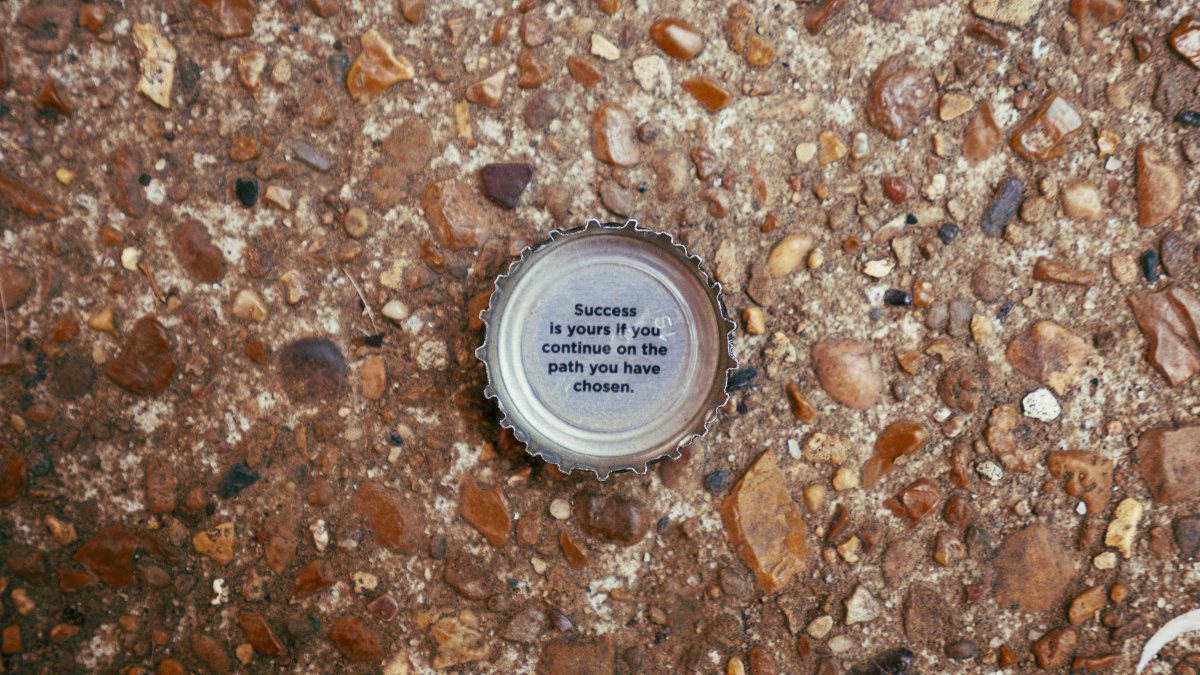 Success
is yours if you
continue on the
path you have
chosen.